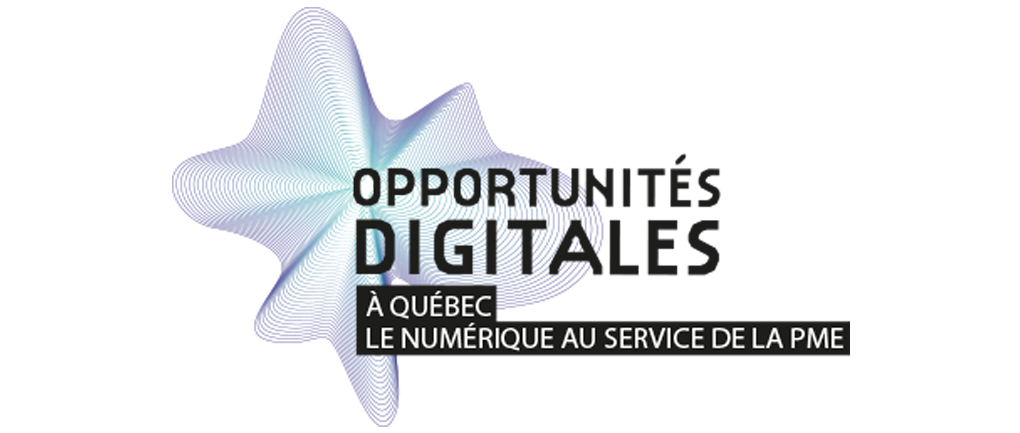 OPPORTUNITÉS
DIGITALES
À QUÉBEC
LE NUMÉRIQUE AU SERVICE DE LA PME